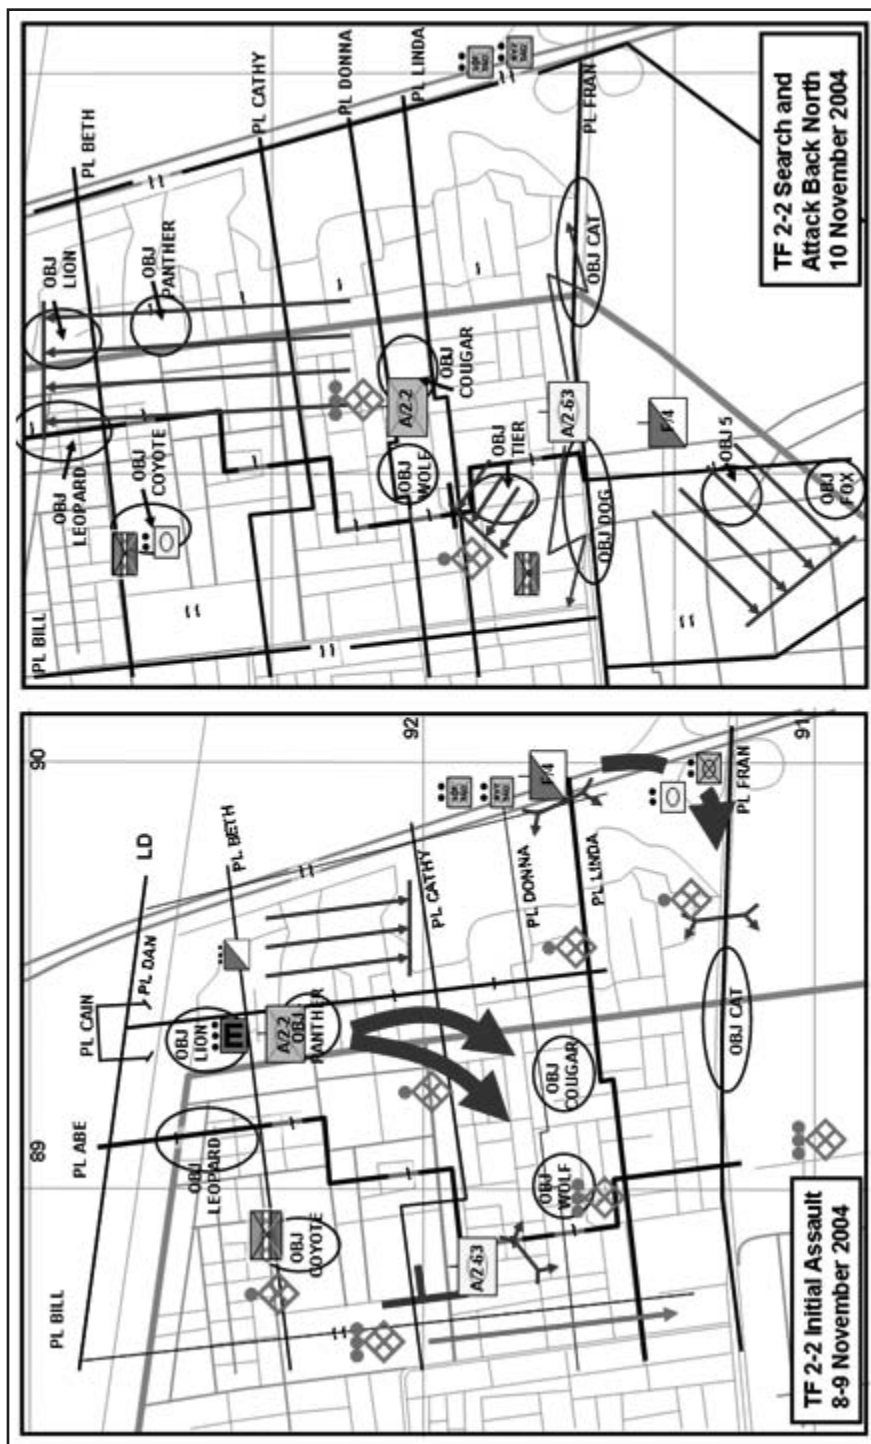 PL BILL
PL ABE
PL CAIN
PL DAN
LD
89
90
OBJ
LEOPARD
OBJ
LION
PL BETH
OBJ
COYOTE
A/2-2
OBJ
PANTHER
92
PL CATHY
A/2-63
PL DONNA
F/4
OBJ
WOLF
OBJ
COUGAR
PL LINDA
OBJ CAT
PL FRAN
91
TF 2-2 Initial Assault
8-9 November 2004
PL BILL
OBJ
LEOPARD
OBJ
COYOTE
OBJ
LION
OBJ
PANTHER
PL BETH
PL CATHY
PL DONNA
PL LINDA
A/2-2
OBJ
COUGAR
OBJ
WOLF
OBJ
TIER
A/2-63
OBJ DOG
OBJ CAT
PL FRAN
F/4
OBJ 5
OBJ
FOX
TF 2-2 Search and
Attack Back North
10 November 2004